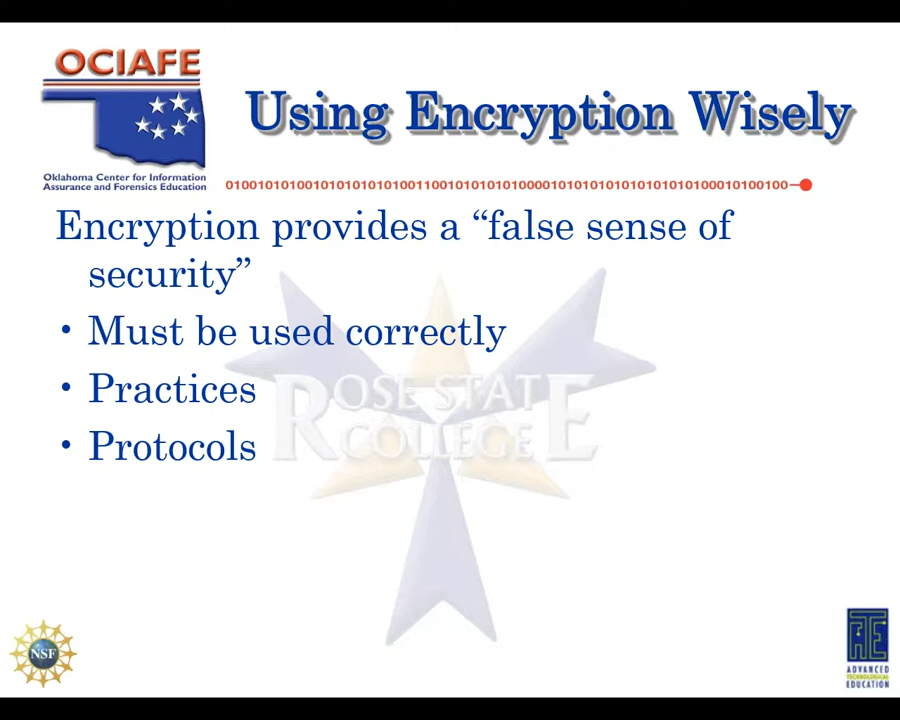 OCIAFE
Using Encryption Wisely
Oklahoma Center for Information
Assurance and Forensics Education
Encryption provides a “false sense of
security”
• Must be used correctly
• Practices
• Protocols
ROSE STATE
COLLEGE
NSF
ATE
ADVANCED
TECHNOLOGICAL
EDUCATION